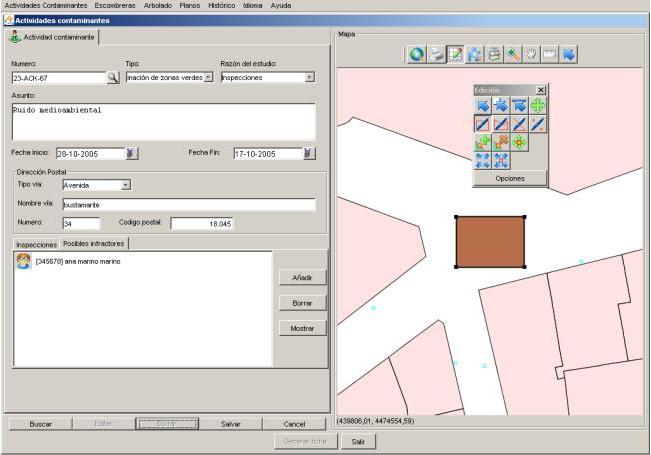 Actividades Contaminantes Escombreras Arbolado Planos Histórico Idioma Ayuda
Actividades contaminantes
Actividad contaminante
Numero: Tipo: Razón del estudio:
23-ACK-67 inación de zonas verdes Inspecciones
Asunto:
Ruido medioambiental
Fecha Inicio: 28-10-2005 Fecha Fin: 17-10-2005
Dirección Postal
Tipo via: Avenida
Nombre vía: bustamante
Numero: 34 Codigo postal: 18.045
Inspecciones Posibles infractores
[345678] ana marino marino
Añadir
Borrar
Mostrar
Buscar Editar Borrar Salvar Cancel
Mapa
Edición
Opciones
(439806,01, 4474554,59)
Generar ficha Salir